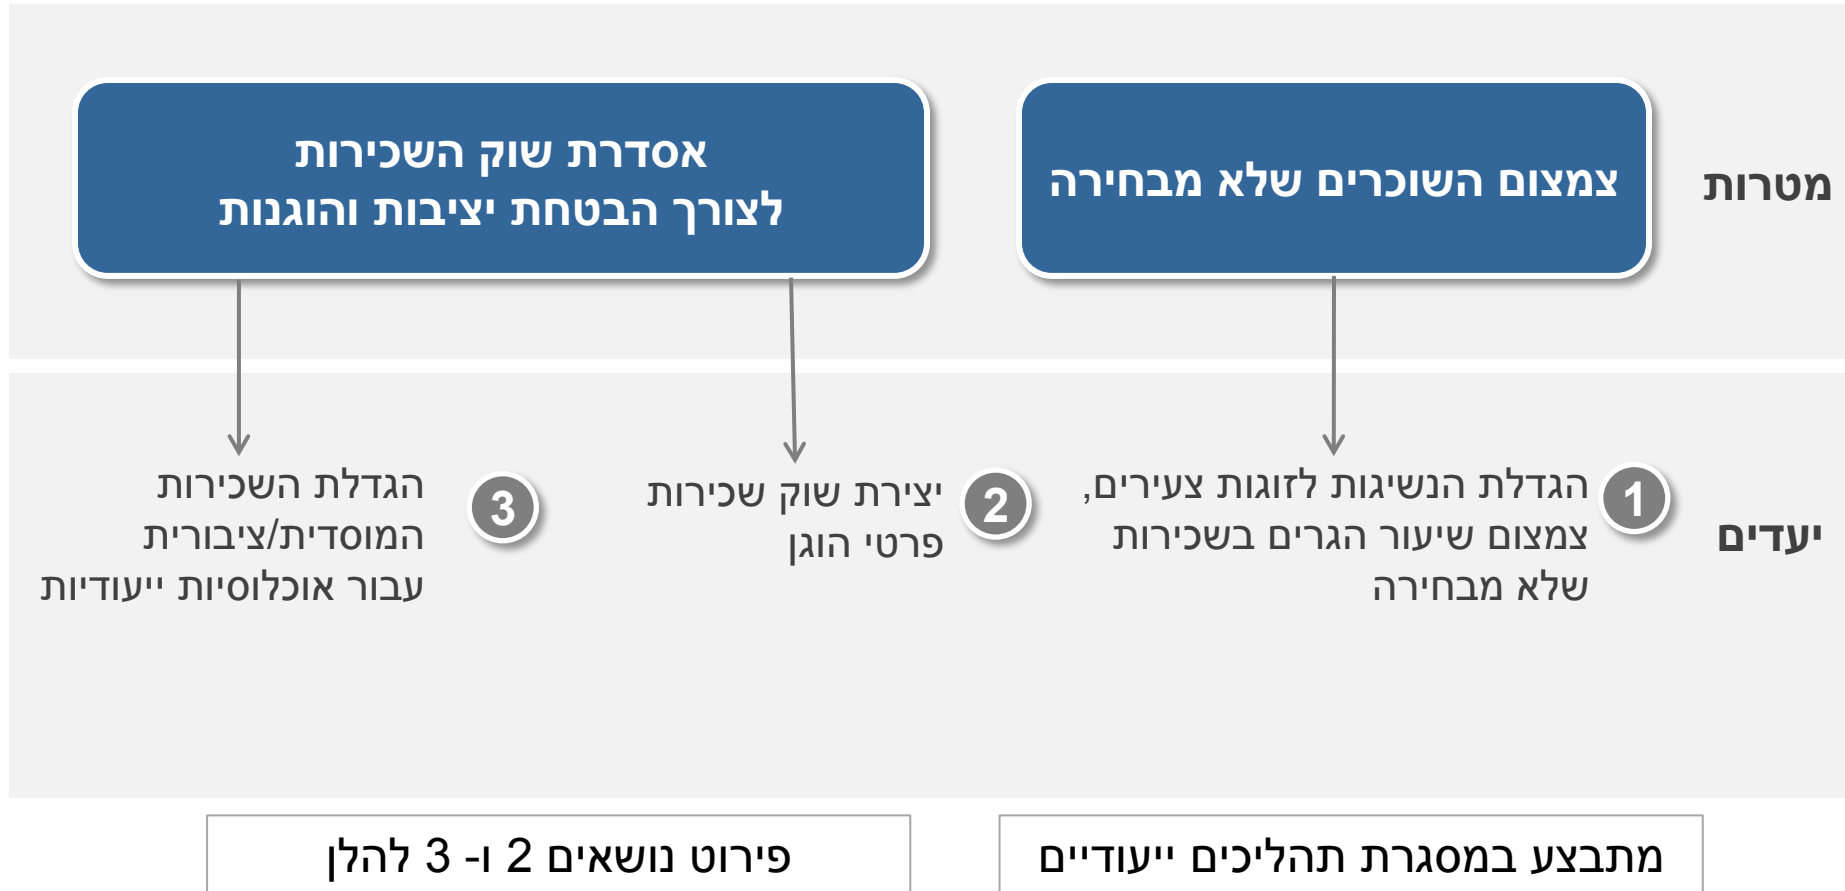 מטרות
צמצום השוכרים שלא מבחירה
אסדרת שוק השכירות
לצורך הבטחת יציבות והוגנות
יעדים
1
הגדלת הנשיגות לזוגות צעירים,
צמצום שיעור הגרים בשכירות
שלא מבחירה
2
יצירת שוק שכירות
פרטי הוגן
3
הגדלת השכירות
המוסדית/ציבורית
עבור אוכלוסיות ייעודיות
מתבצע במסגרת תהליכים ייעודיים
פירוט נושאים 2 ו- 3 להלן